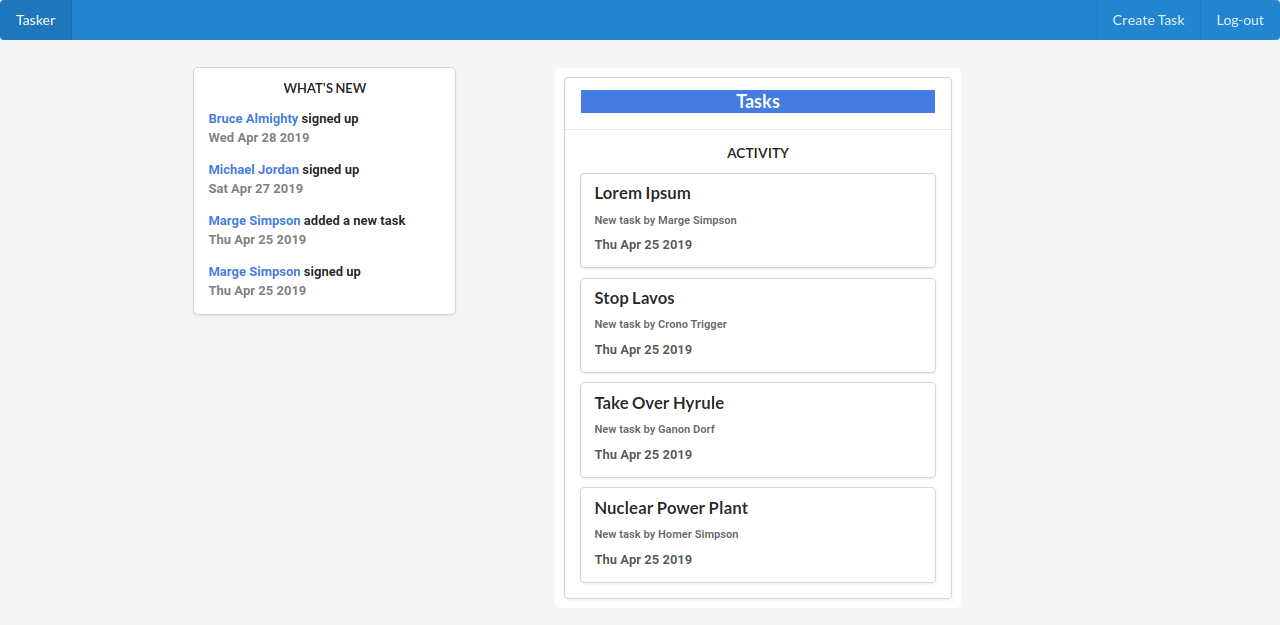 Tasker
Create Task
Log-out
WHAT'S NEW
Bruce Almighty signed up
Wed Apr 28 2019
Michael Jordan signed up
Sat Apr 27 2019
Marge Simpson added a new task
Thu Apr 25 2019
Marge Simpson signed up
Thu Apr 25 2019
Tasks
ACTIVITY
Lorem Ipsum
New task by Marge Simpson
Thu Apr 25 2019
Stop Lavos
New task by Crono Trigger
Thu Apr 25 2019
Take Over Hyrule
New task by Ganon Dorf
Thu Apr 25 2019
Nuclear Power Plant
New task by Homer Simpson
Thu Apr 25 2019